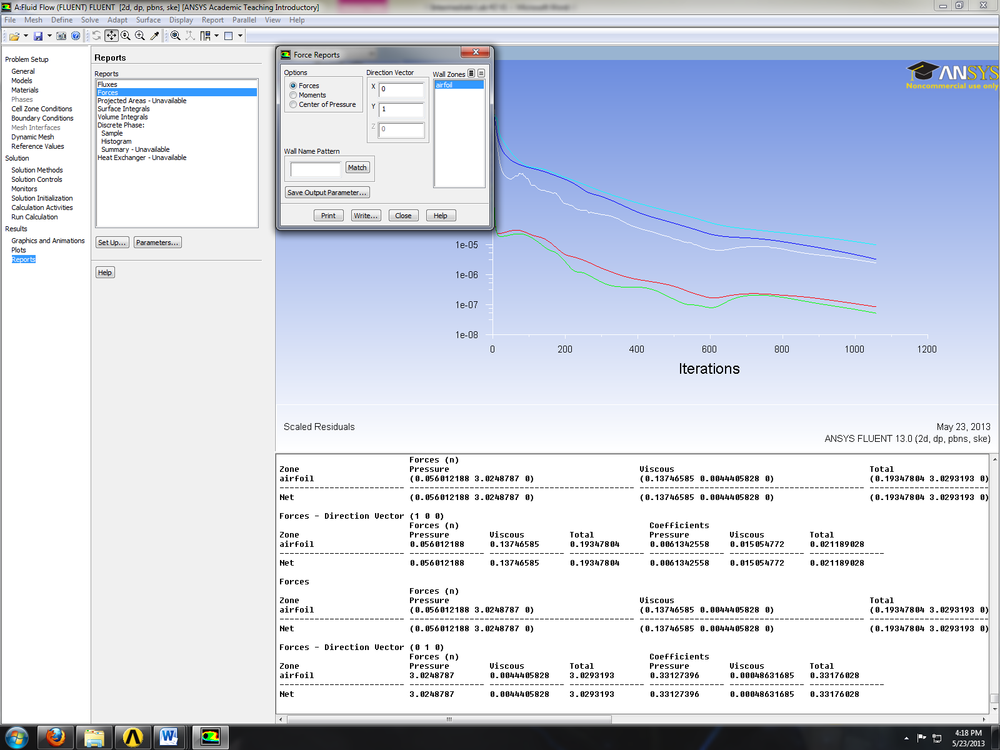 A:Fluid Flow (FLUENT) FLUENT [2d, dp, pbns, ske] [ANSYS Academic Teaching Introductory]
File Mesh Define Solve Adapt Surface Display Report Parallel View Help
Problem Setup
General
Models
Materials
Phases
Cell Zone Conditions
Boundary Conditions
Mesh Interfaces
Dynamic Mesh
Reference Values
Solution
Solution Methods
Solution Controls
Monitors
Solution Initialization
Calculation Activities
Run Calculation
Results
Graphics and Animations
Plots
Reports
Reports
Reports
Fluxes
Forces
Projected Areas - Unavailable
Surface Integrals
Volume Integrals
Discrete Phase:
Sample
Histogram
Summary - Unavailable
Heat Exchanger - Unavailable
Set Up... Parameters...
Help
Force Reports
Options
Forces
Moments
Center of Pressure
Direction Vector
X 0
Y 1
Z 0
Wall Zones
airfoil
Wall Name Pattern
Match
Save Output Parameter...
Print Write... Close Help
ANSYS
Noncommercial use only
1e-05
1e-06
1e-07
1e-08
0 200 400 600 800 1000 1200
Iterations
Scaled Residuals
May 23, 2013
ANSYS FLUENT 13.0 (2d, dp, pbns, ske)
Forces (n)
Zone Pressure Viscous Total
airfoil (0.056012188 3.0248787 0) (0.13746585 0.0044405828 0) (0.19347804 3.0293193 0)
Net (0.056012188 3.0248787 0) (0.13746585 0.0044405828 0) (0.19347804 3.0293193 0)
Forces - Direction Vector (1 0 0)
Forces (n) Coefficients
Zone Pressure Viscous Total Pressure Viscous Total
airfoil 0.056012188 0.13746585 0.19347804 0.0061342558 0.015054772 0.021189028
Net 0.056012188 0.13746585 0.19347804 0.0061342558 0.015054772 0.021189028
Forces
Forces (n)
Zone Pressure Viscous Total
airfoil (0.056012188 3.0248787 0) (0.13746585 0.0044405828 0) (0.19347804 3.0293193 0)
Net (0.056012188 3.0248787 0) (0.13746585 0.0044405828 0) (0.19347804 3.0293193 0)
Forces - Direction Vector (0 1 0)
Forces (n) Coefficients
Zone Pressure Viscous Total Pressure Viscous Total
airfoil 3.0248787 0.0044405828 3.0293193 0.33127396 0.00048631685 0.33176028
Net 3.0248787 0.0044405828 3.0293193 0.33127396 0.00048631685 0.33176028
4:18 PM
5/23/2013